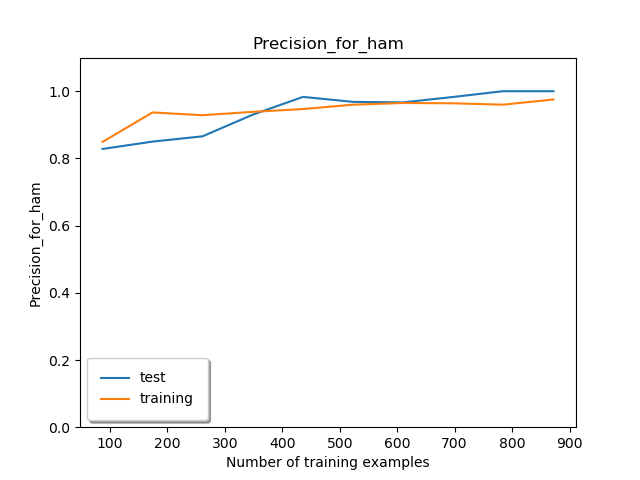 Precision_for_ham
Precision_for_ham
1.0
0.8
0.6
0.4
0.2
0.0
test
training
100 200 300 400 500 600 700 800 900
Number of training examples